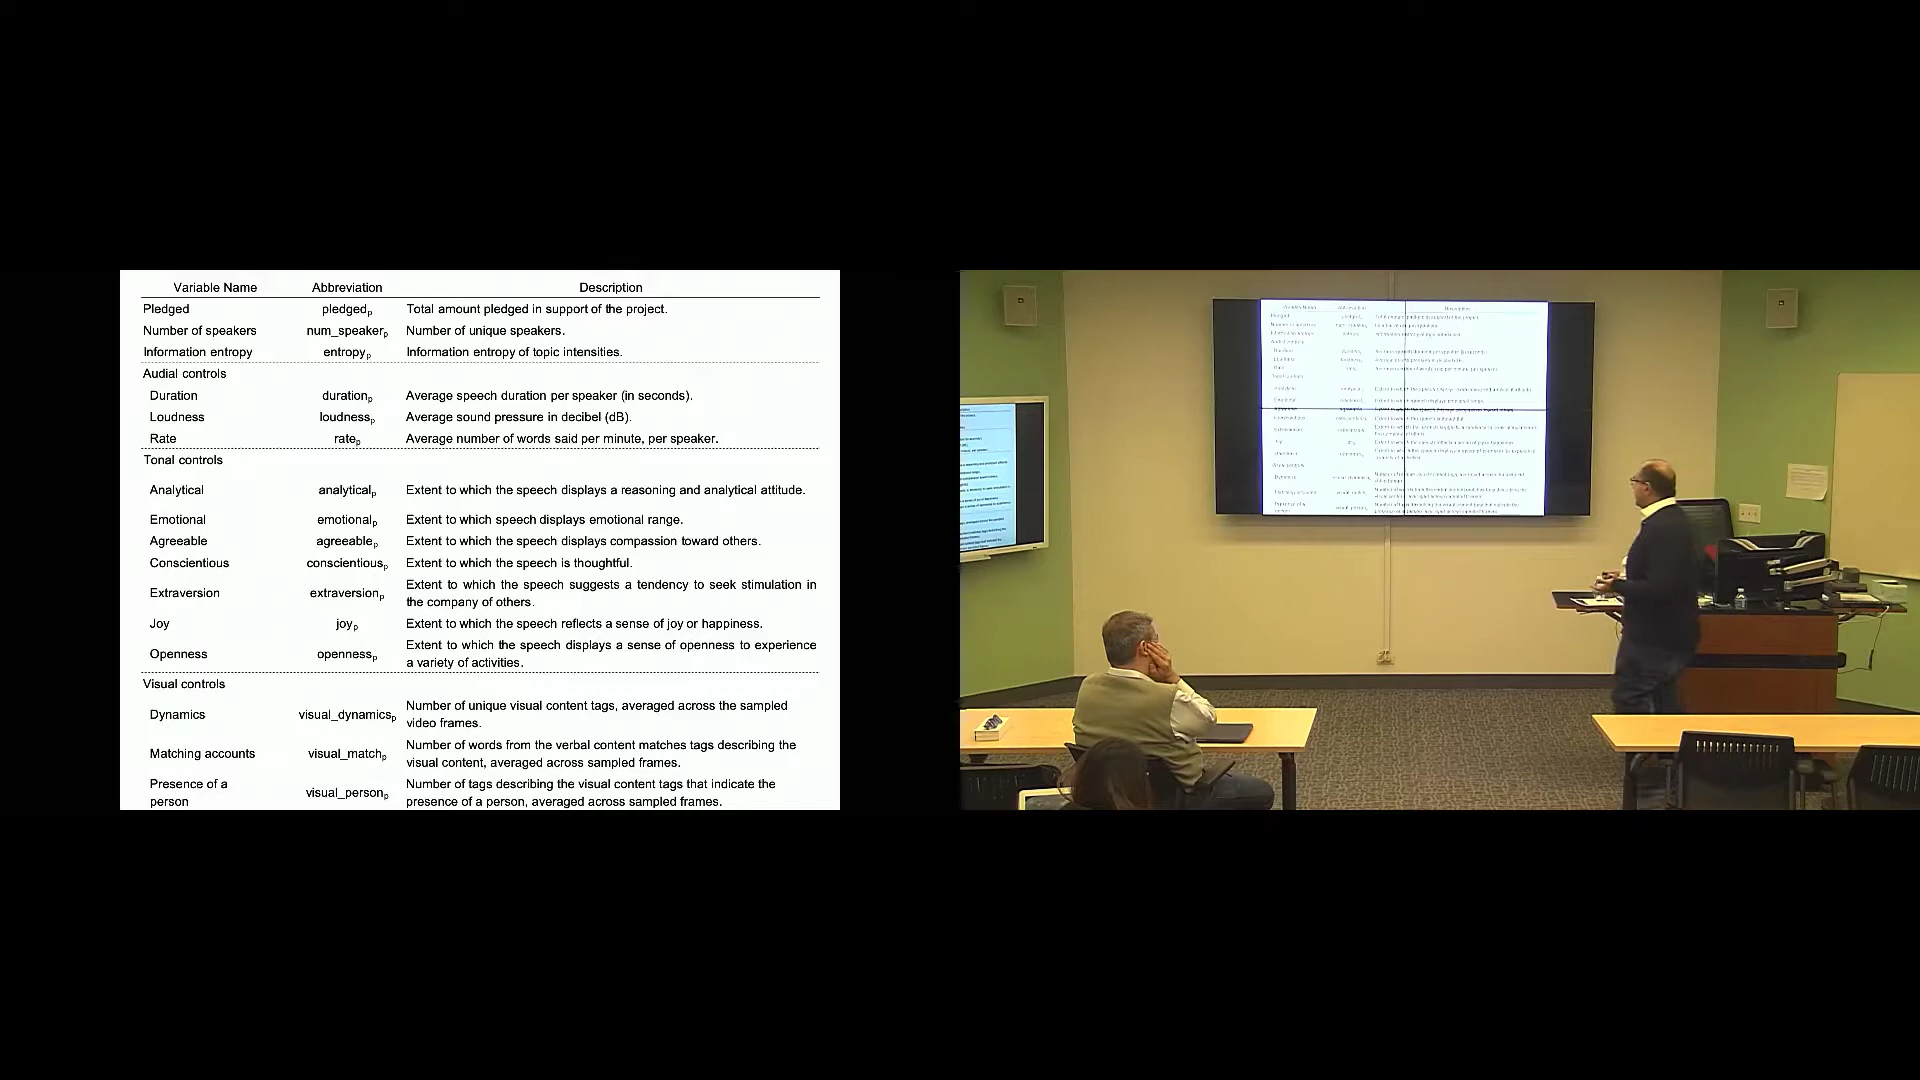 Variable Name Abbreviation Description
Pledged pledgedp Total amount pledged in support of the project.
Number of speakers num_speakerp Number of unique speakers.
Information entropy entropyp Information entropy of topic intensities.
Audial controls
Duration durationp Average speech duration per speaker (in seconds).
Loudness loudnessp Average sound pressure in decibel (dB).
Rate ratep Average number of words said per minute, per speaker.
Tonal controls
Analytical analyticalp Extent to which the speech displays a reasoning and analytical attitude.
Emotional emotionalp Extent to which speech displays emotional range.
Agreeable agreeablep Extent to which the speech displays compassion toward others.
Conscientious conscientiousp Extent to which the speech is thoughtful.
Extraversion extraversionp Extent to which the speech suggests a tendency to seek stimulation in
the company of others.
Joy joyp Extent to which the speech reflects a sense of joy or happiness.
Openness opennessp Extent to which the speech displays a sense of openness to experience
a variety of activities.
Visual controls
Dynamics visual_dynamicsp Number of unique visual content tags, averaged across the sampled
video frames.
Matching accounts visual_matchp Number of words from the verbal content matches tags describing the
visual content, averaged across sampled frames.
Presence of a
person visual_personp Number of tags describing the visual content tags that indicate the
presence of a person, averaged across sampled frames.